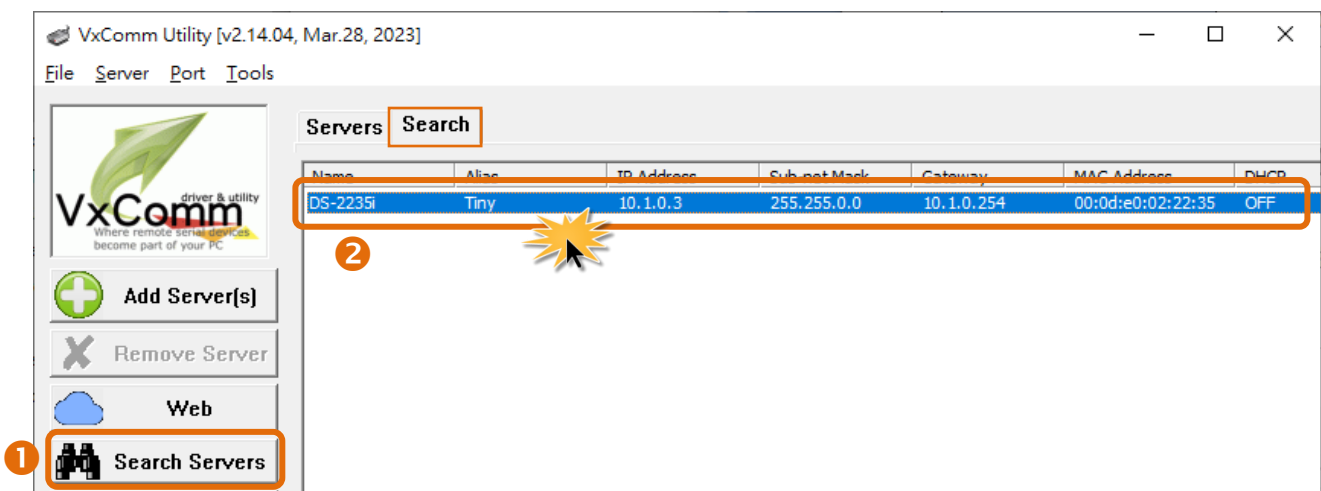 VxComm Utility [v2.14.04, Mar.28, 2023]
File Server Port Tools
Servers Search
Name Alias IP Address Sub-net Mask Gateway MAC Address DHCP
DS-2235i Tiny 10.1.0.3 255.255.0.0 10.1.0.254 00:0d:e0:02:22:35 OFF
2
driver & utility
VxComm
Where remote serial devices
become part of your PC
Add Server(s)
Remove Server
Web
1 Search Servers